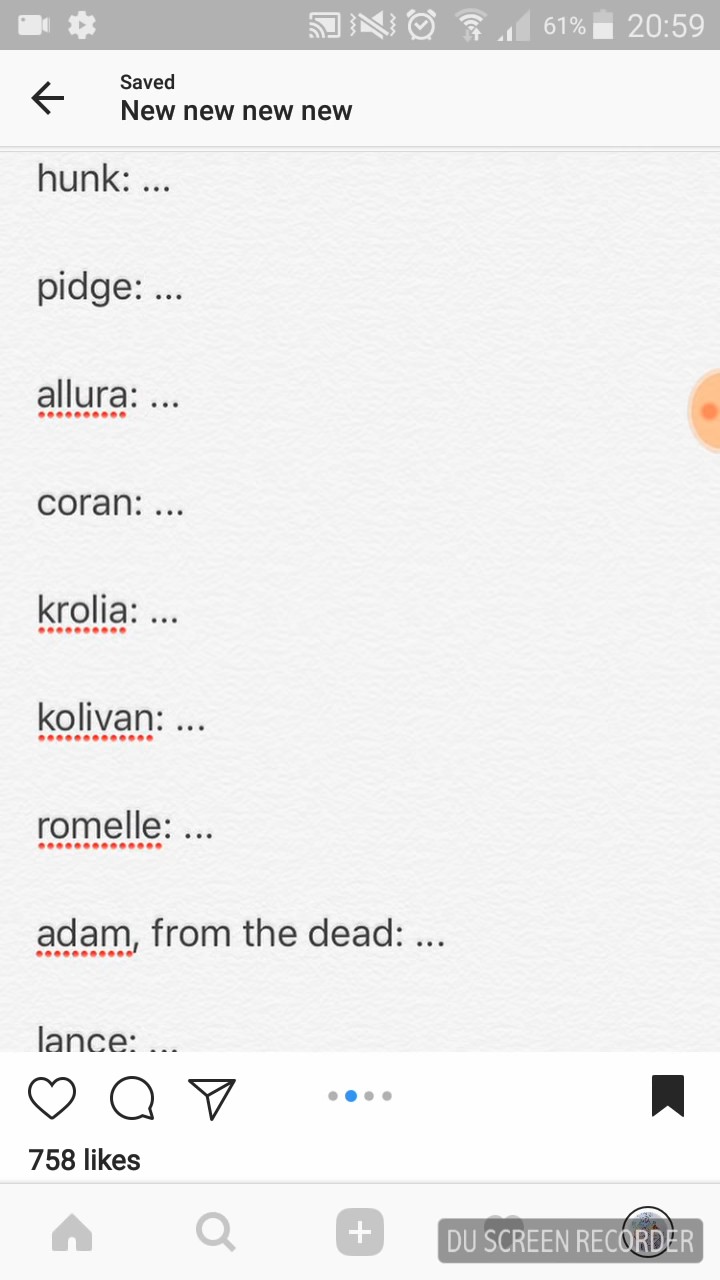 61% 20:59
Saved
New new new new
hunk: ...
pidge: ...
allura: ...
coran: ...
krolia: ...
kolivan: ...
romelle: ...
adam, from the dead: ...
lance: ...
758 likes
DU SCREEN RECORDER